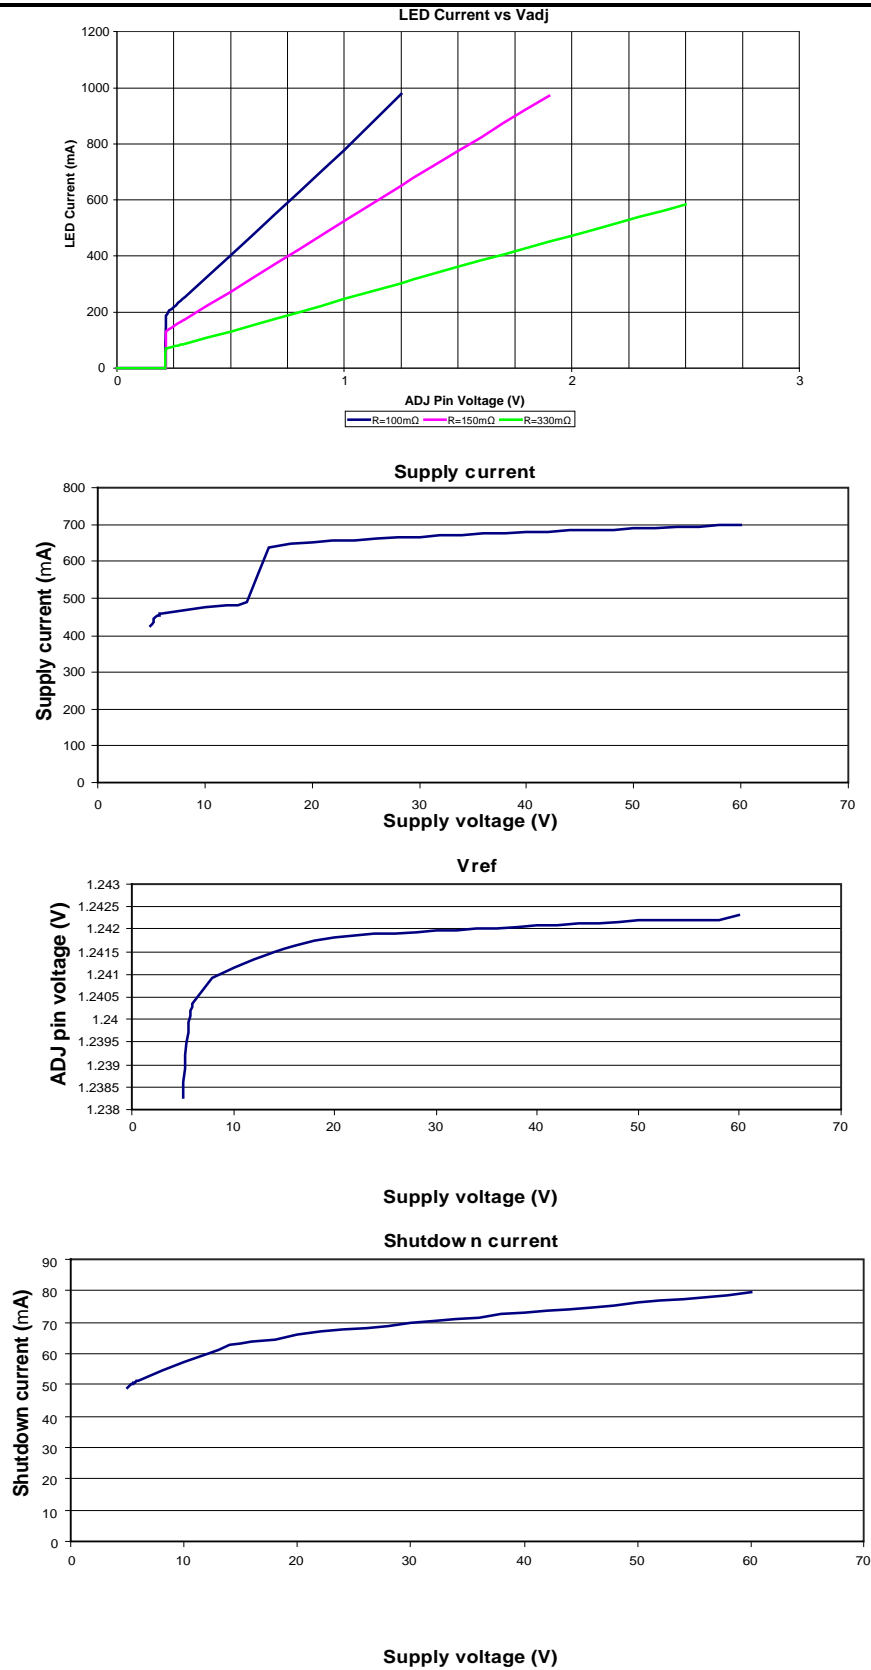 LED Current vs Vadj
1200
1000
800
600
400
200
0
LED Current (mA)
0 1 2 3
ADJ Pin Voltage (V)
R=100mΩ R=150mΩ R=330mΩ
Supply current
800
700
600
500
400
300
200
100
0
Supply current (mA)
0 10 20 30 40 50 60 70
Supply voltage (V)
Vref
1.243
1.2425
1.242
1.2415
1.241
1.2405
1.24
1.2395
1.239
1.2385
1.238
ADJ pin voltage (V)
0 10 20 30 40 50 60 70
Supply voltage (V)
Shutdown current
90
80
70
60
50
40
30
20
10
0
Shutdown current (mA)
0 10 20 30 40 50 60 70
Supply voltage (V)